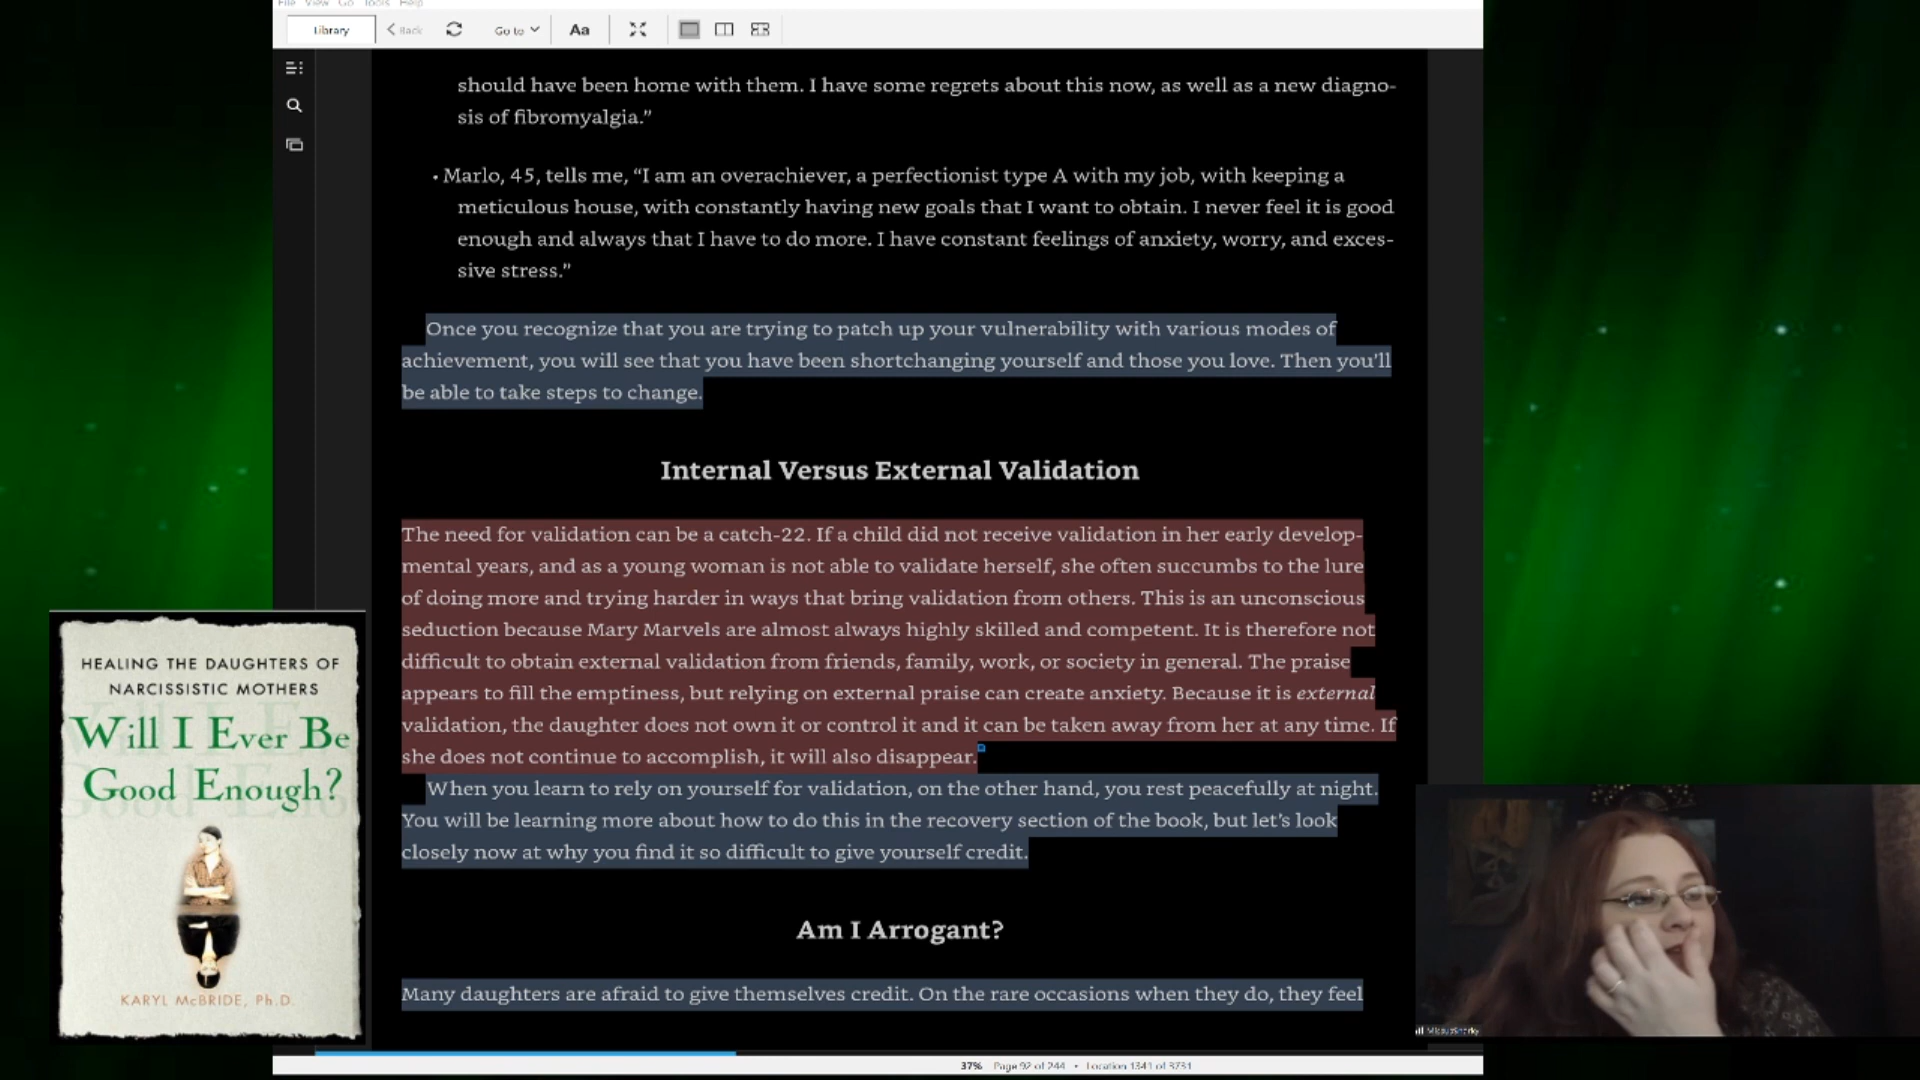 File View Go Tools Help
Library
Back
Go to
Aa
should have been home with them. I have some regrets about this now, as well as a new diagno-
sis of fibromyalgia.”
• Marlo, 45, tells me, “I am an overachiever, a perfectionist type A with my job, with keeping a
meticulous house, with constantly having new goals that I want to obtain. I never feel it is good
enough and always that I have to do more. I have constant feelings of anxiety, worry, and exces-
sive stress.”
Once you recognize that you are trying to patch up your vulnerability with various modes of
achievement, you will see that you have been shortchanging yourself and those you love. Then you’ll
be able to take steps to change.
Internal Versus External Validation
The need for validation can be a catch-22. If a child did not receive validation in her early develop-
mental years, and as a young woman is not able to validate herself, she often succumbs to the lure
of doing more and trying harder in ways that bring validation from others. This is an unconscious
seduction because Mary Marvels are almost always highly skilled and competent. It is therefore not
difficult to obtain external validation from friends, family, work, or society in general. The praise
appears to fill the emptiness, but relying on external praise can create anxiety. Because it is external
validation, the daughter does not own it or control it and it can be taken away from her at any time. If
she does not continue to accomplish, it will also disappear.
When you learn to rely on yourself for validation, on the other hand, you rest peacefully at night.
You will be learning more about how to do this in the recovery section of the book, but let’s look
closely now at why you find it so difficult to give yourself credit.
Am I Arrogant?
Many daughters are afraid to give themselves credit. On the rare occasions when they do, they feel
37% Page 92 of 244 • Location 1341 of 3731
HEALING THE DAUGHTERS OF
NARCISSISTIC MOTHERS
Will I Ever Be
Good Enough?
KARYL McBRIDE, Ph.D.